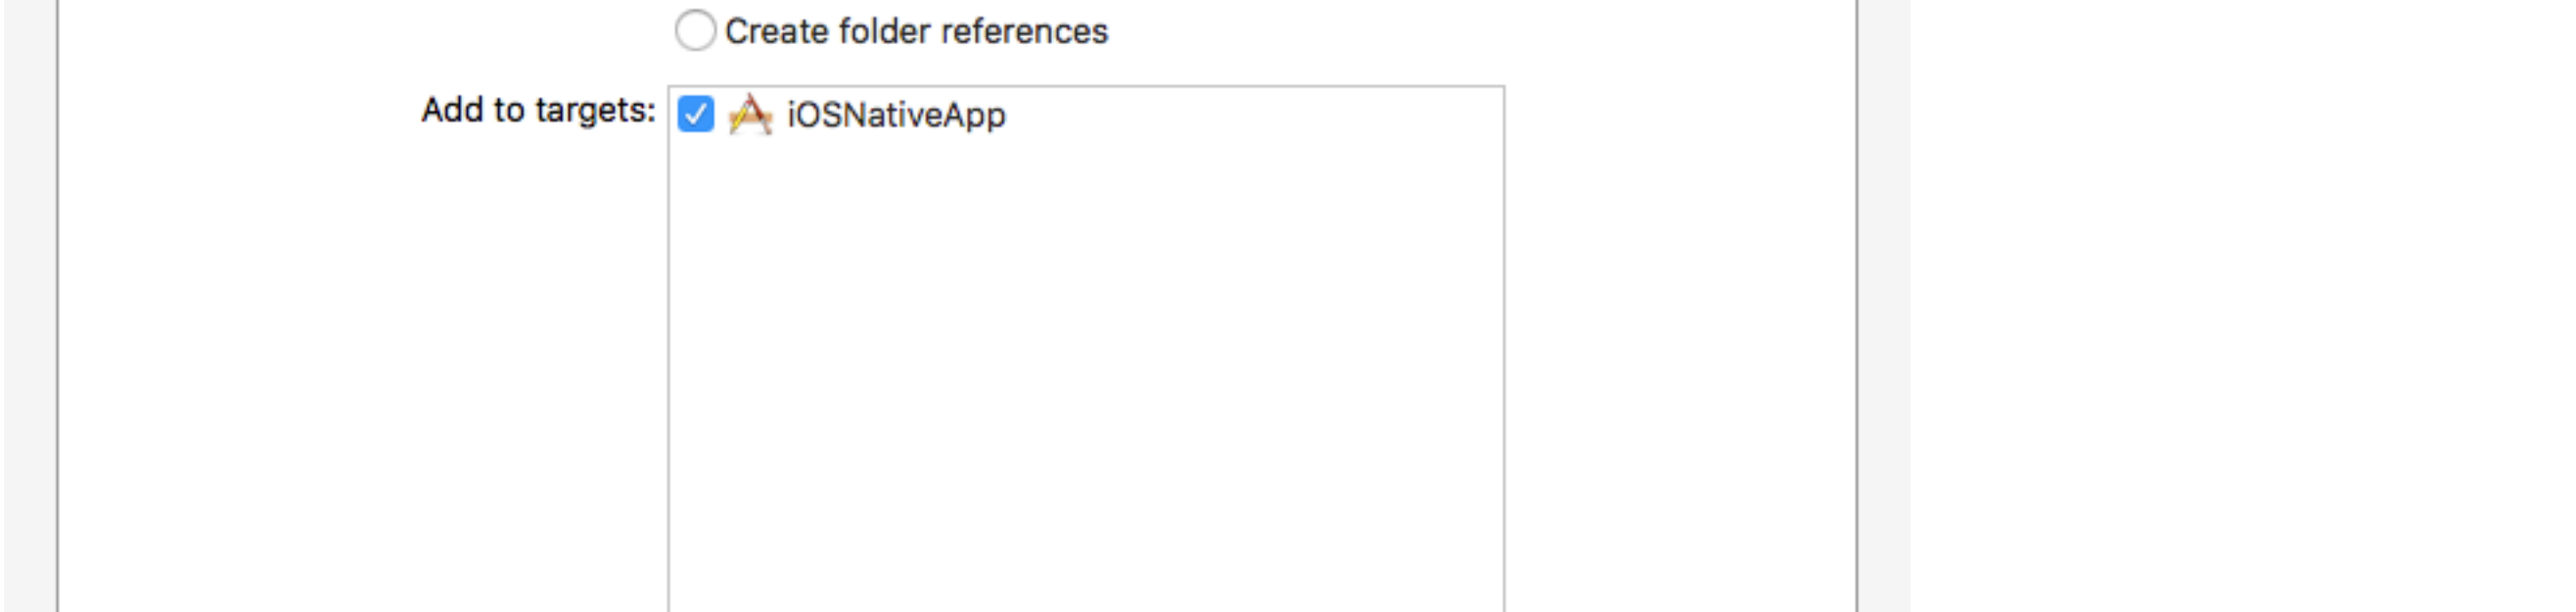 Create folder references
Add to targets: iOSNativeApp